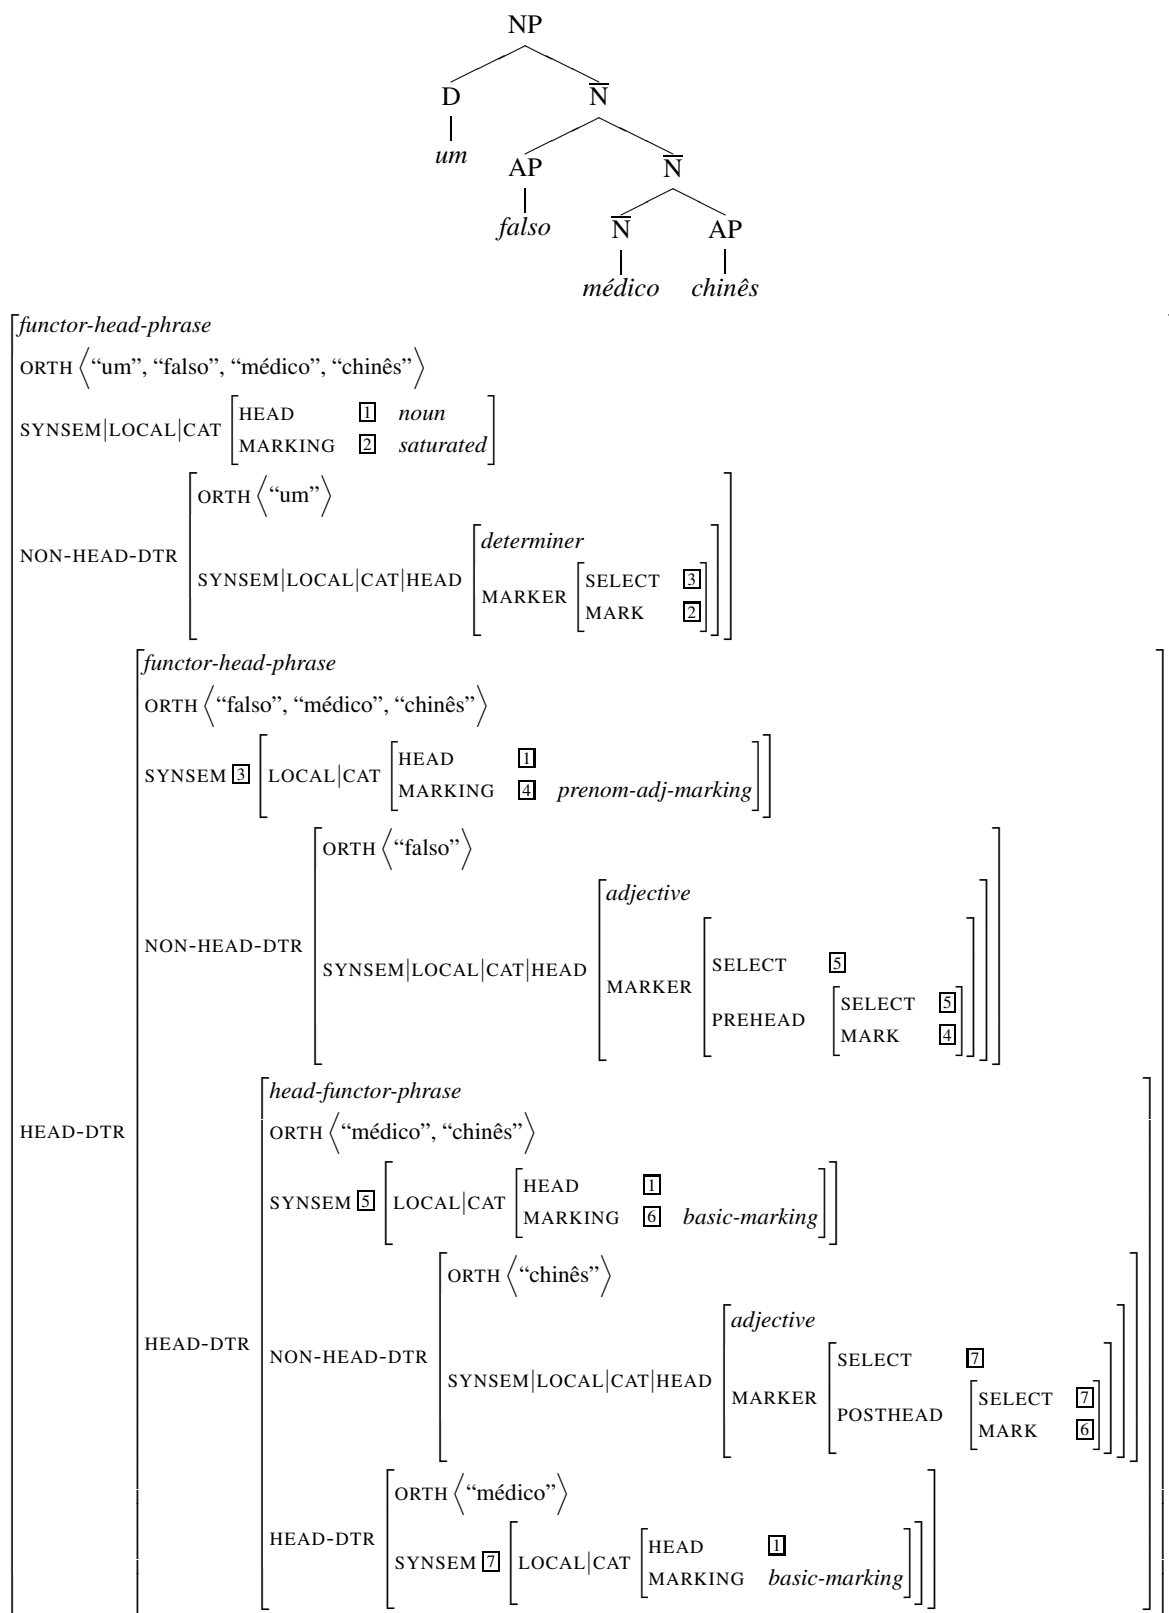 NP
D N̅
um
AP N̅
falso
N̅ AP
médico chinês
functor-head-phrase
ORTH ⟨“um”, “falso”, “médico”, “chinês”⟩
HEAD 1 noun
SYNSEM|LOCAL|CAT
MARKING 2 saturated
ORTH ⟨“um”⟩
determiner
NON-HEAD-DTR
SYNSEM|LOCAL|CAT|HEAD
SELECT 3
MARKER
MARK 2
functor-head-phrase
ORTH ⟨“falso”, “médico”, “chinês”⟩
HEAD 1
SYNSEM 3 LOCAL|CAT
MARKING 4 prenom-adj-marking
ORTH ⟨“falso”⟩
adjective
NON-HEAD-DTR
SYNSEM|LOCAL|CAT|HEAD
SELECT 5
MARKER
SELECT 5
PREHEAD
MARK 4
head-functor-phrase
HEAD-DTR
ORTH ⟨“médico”, “chinês”⟩
HEAD 1
SYNSEM 5 LOCAL|CAT
MARKING 6 basic-marking
ORTH ⟨“chinês”⟩
adjective
HEAD-DTR
NON-HEAD-DTR
SELECT 7
SYNSEM|LOCAL|CAT|HEAD
MARKER
SELECT 7
POSTHEAD
MARK 6
ORTH ⟨“médico”⟩
HEAD-DTR
HEAD 1
SYNSEM 7 LOCAL|CAT
MARKING basic-marking